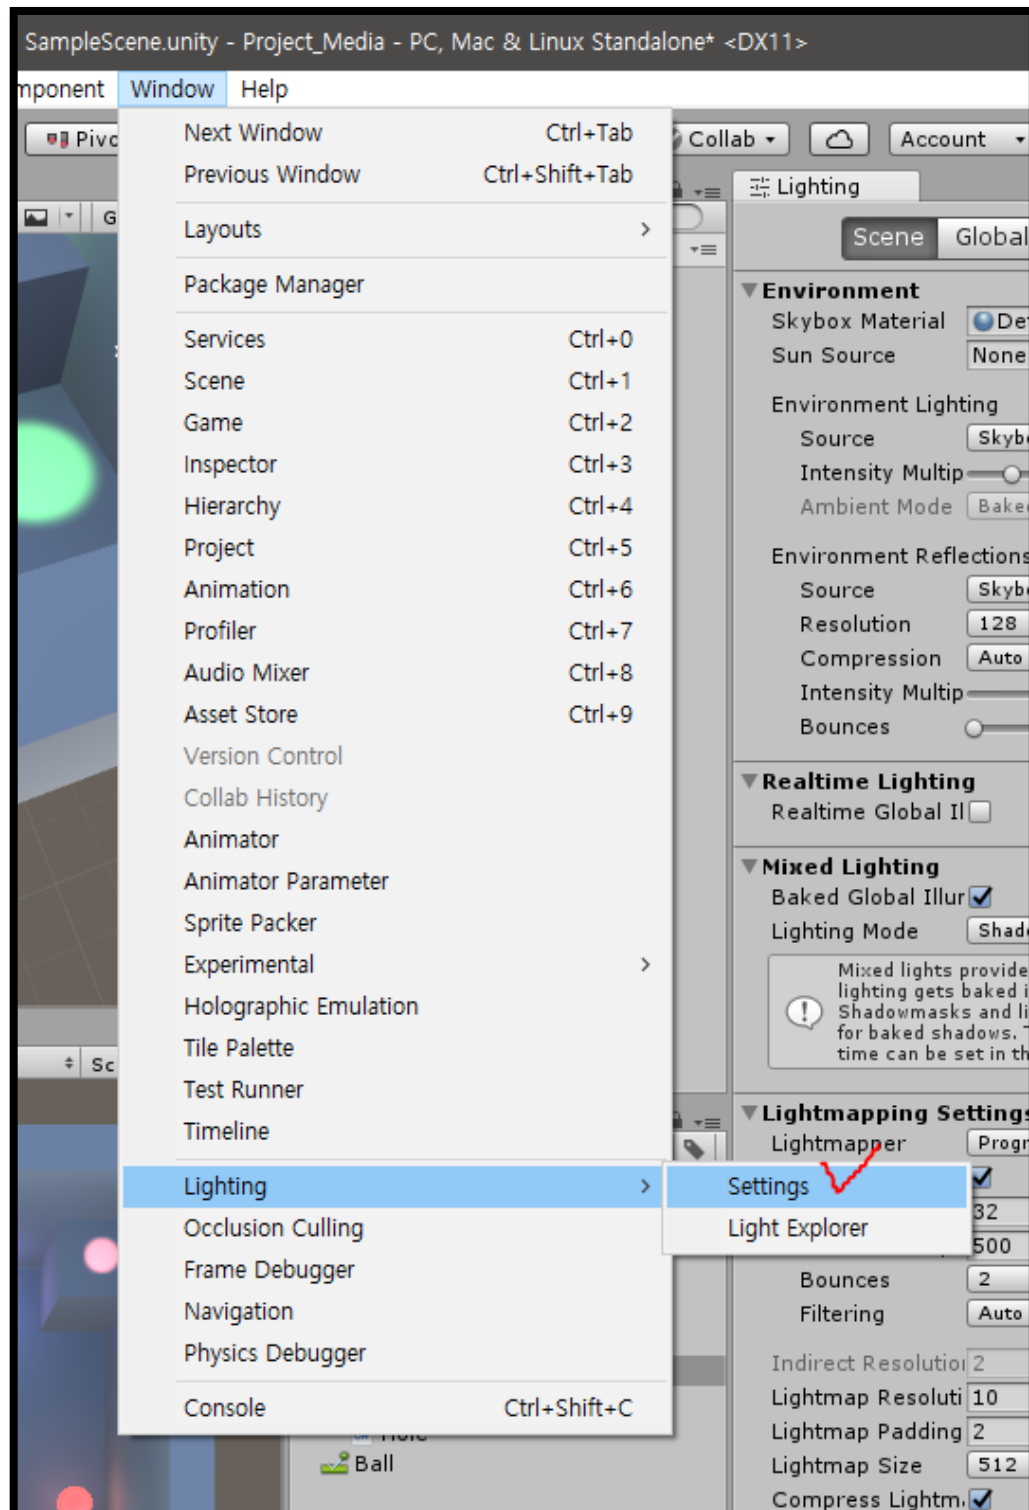 SampleScene.unity - Project_Media - PC, Mac & Linux Standalone* <DX11>
mponent Window Help
Pivo
Collab Account
Next Window Ctrl+Tab
Previous Window Ctrl+Shift+Tab
Layouts
Package Manager
Services Ctrl+0
Scene Ctrl+1
Game Ctrl+2
Inspector Ctrl+3
Hierarchy Ctrl+4
Project Ctrl+5
Animation Ctrl+6
Profiler Ctrl+7
Audio Mixer Ctrl+8
Asset Store Ctrl+9
Version Control
Collab History
Animator
Animator Parameter
Sprite Packer
Experimental
Holographic Emulation
Tile Palette
Test Runner
Timeline
Lighting
Occlusion Culling
Frame Debugger
Navigation
Physics Debugger
Console Ctrl+Shift+C
Settings
Light Explorer
G
Sc
Ball
Lighting
Scene Global
Environment
Skybox Material Def
Sun Source None
Environment Lighting
Source Skybo
Intensity Multip
Ambient Mode Baked
Environment Reflections
Source Skybo
Resolution 128
Compression Auto
Intensity Multip
Bounces
Realtime Lighting
Realtime Global Il
Mixed Lighting
Baked Global Illur
Lighting Mode Shado
Mixed lights provide
lighting gets baked i
Shadowmasks and li
for baked shadows. T
time can be set in th
Lightmapping Settings
Lightmapper Progr
32
500
Bounces 2
Filtering Auto
Indirect Resolution 2
Lightmap Resoluti 10
Lightmap Padding 2
Lightmap Size 512
Compress Lightm